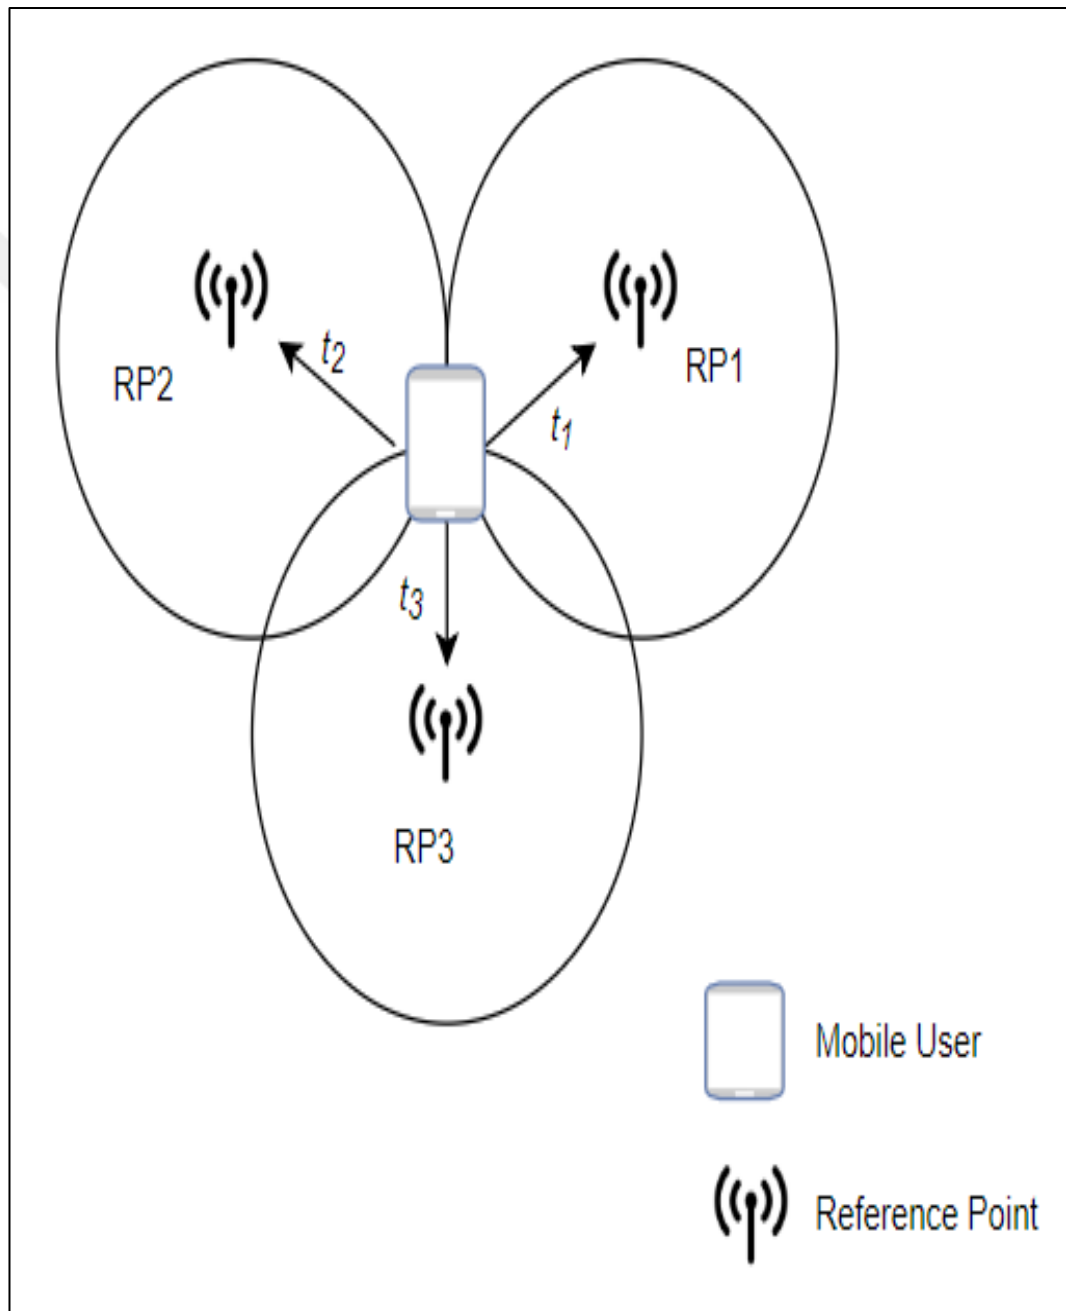 t2
RP2
RP1
t1
t3
RP3
Mobile User
Reference Point